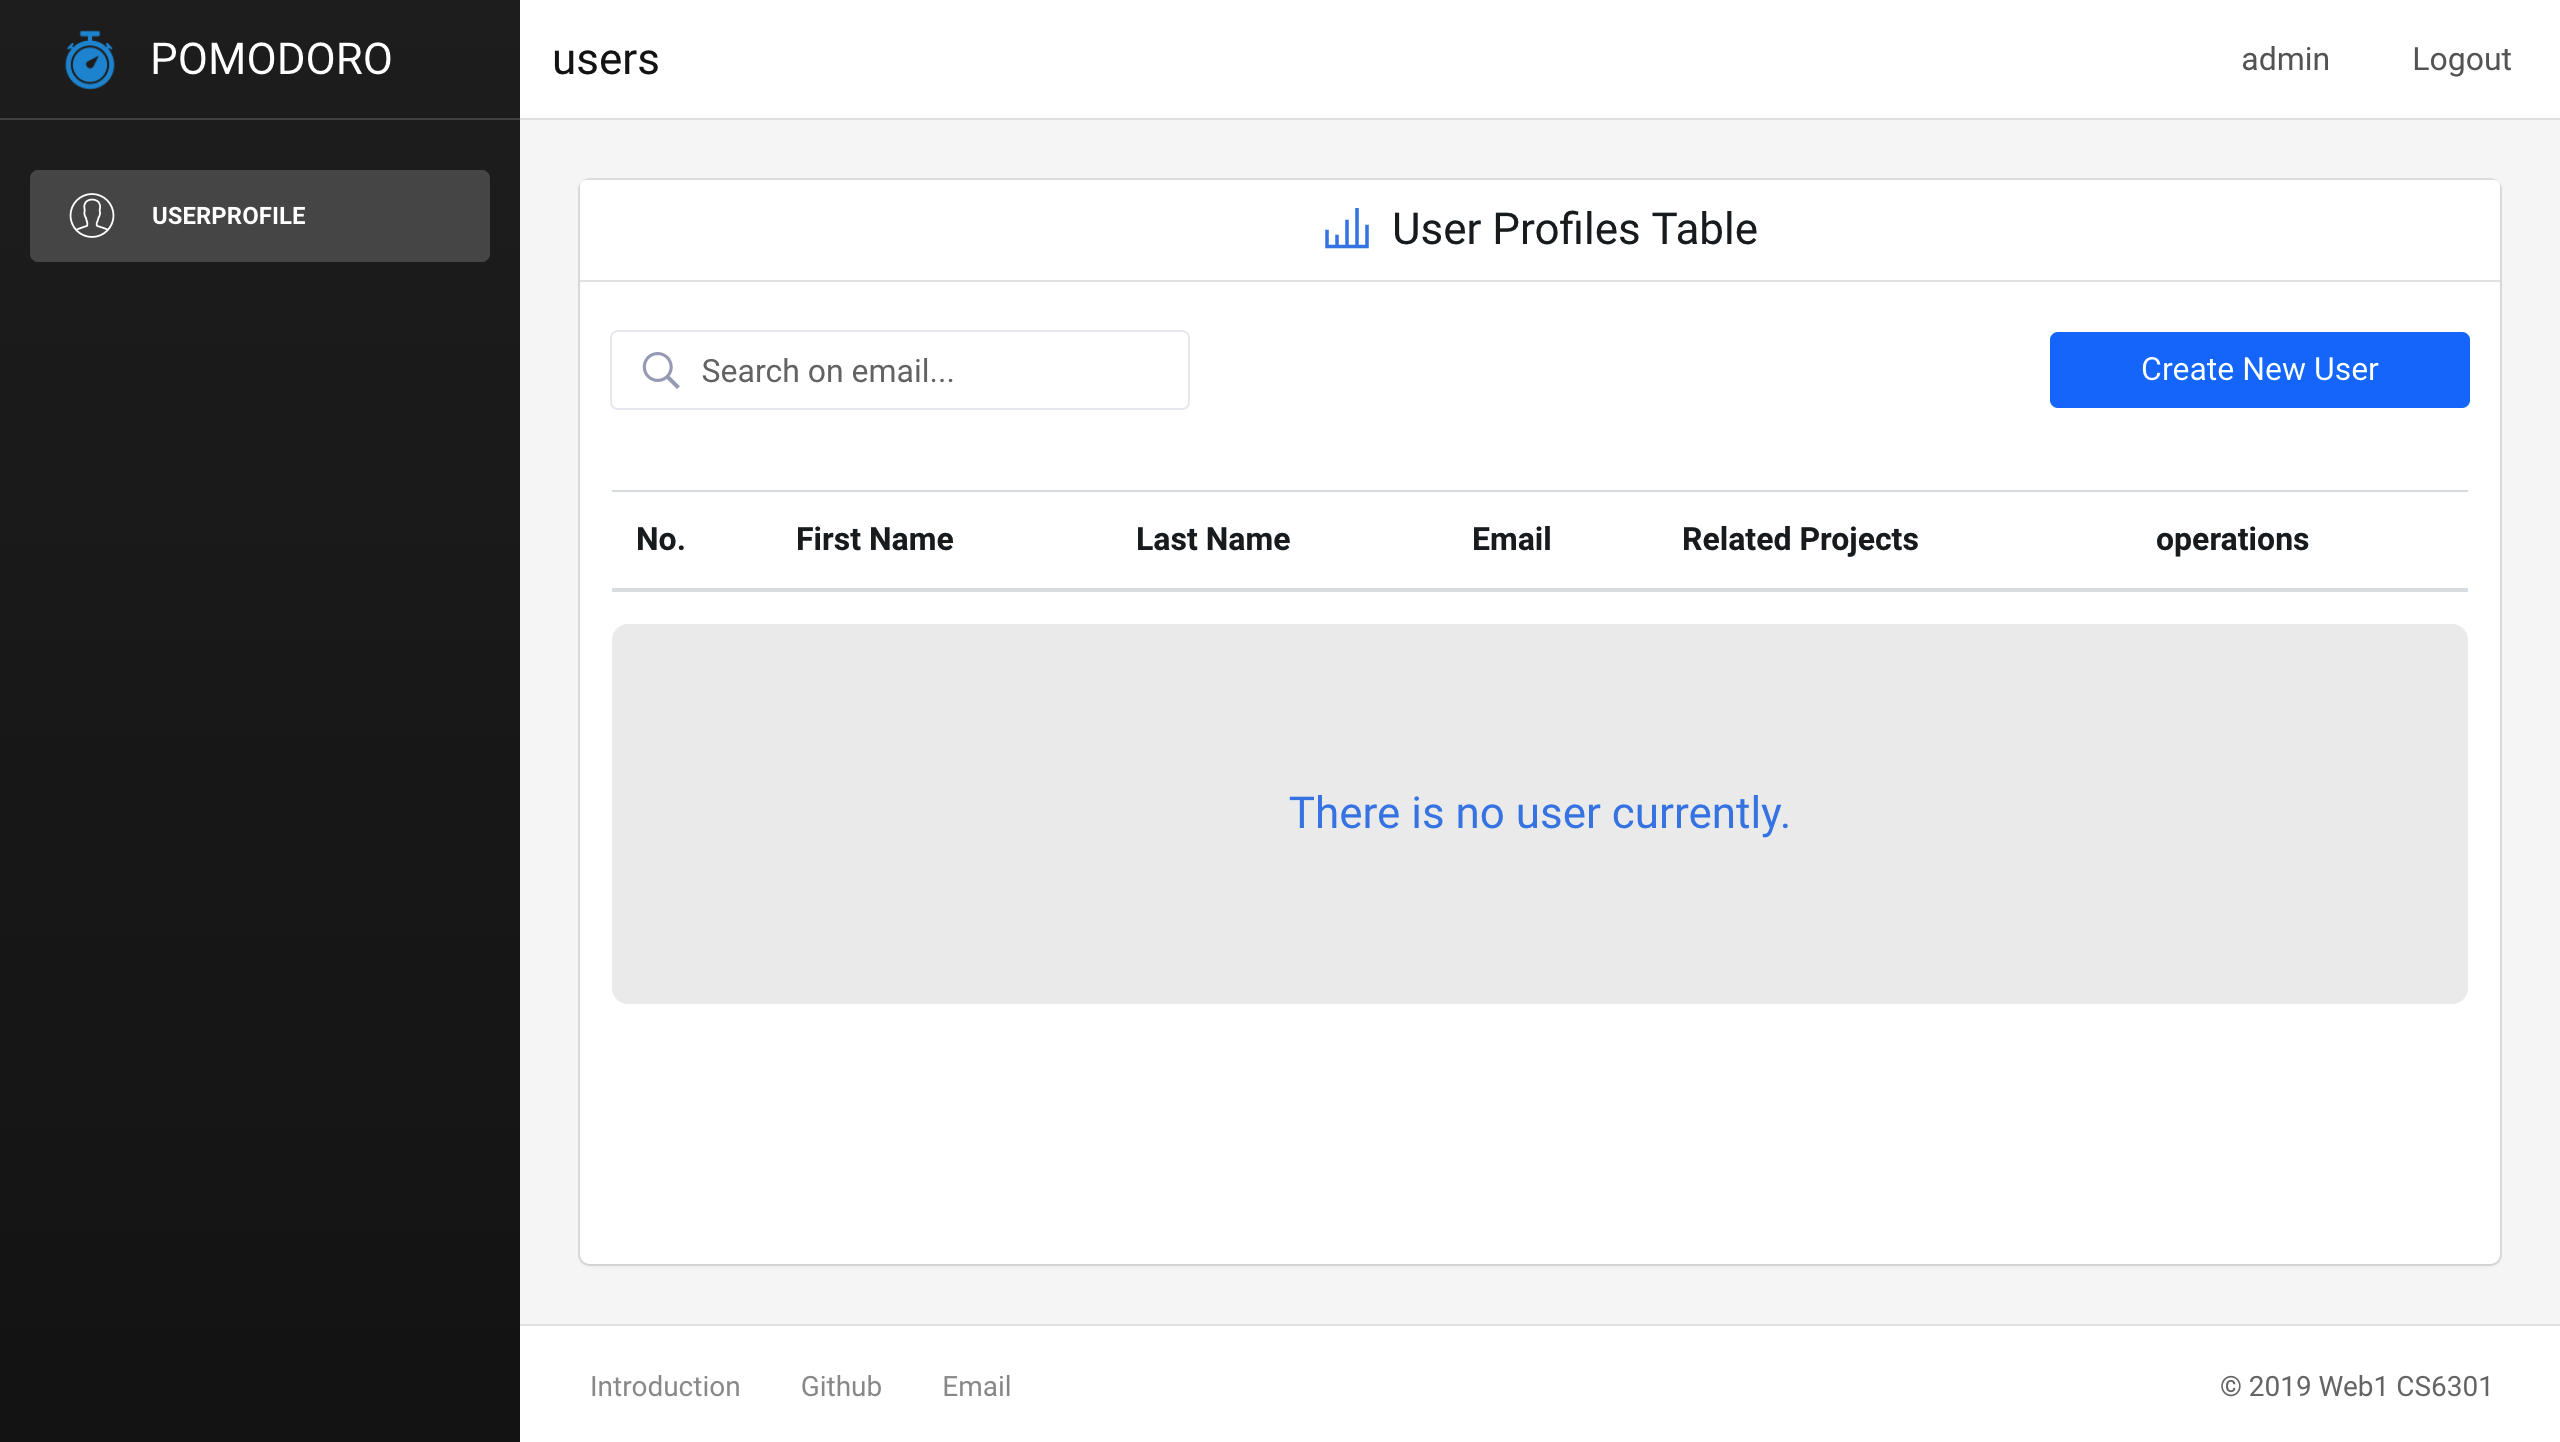 POMODORO
users
admin
Logout
USERPROFILE
User Profiles Table
Search on email...
Create New User
No. First Name Last Name Email Related Projects operations
There is no user currently.
Introduction Github Email
© 2019 Web1 CS6301